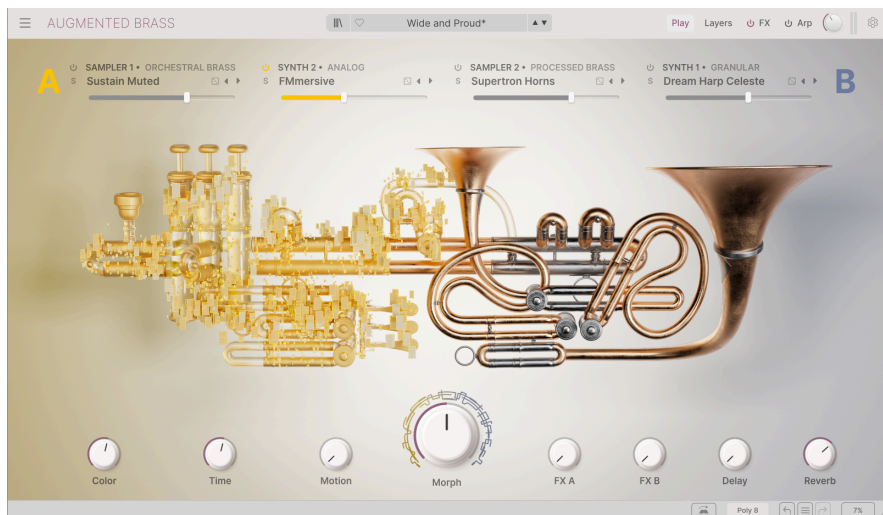 AUGMENTED BRASS
Wide and Proud*
Play Layers FX Arp
A
SAMPLER 1 • ORCHESTRAL BRASS
S Sustain Muted
SYNTH 2 • ANALOG
S FMmersive
SAMPLER 2 • PROCESSED BRASS
S Supertron Horns
SYNTH 1 • GRANULAR
S Dream Harp Celeste
B
Color Time Motion Morph FX A FX B Delay Reverb
Poly 8 7%